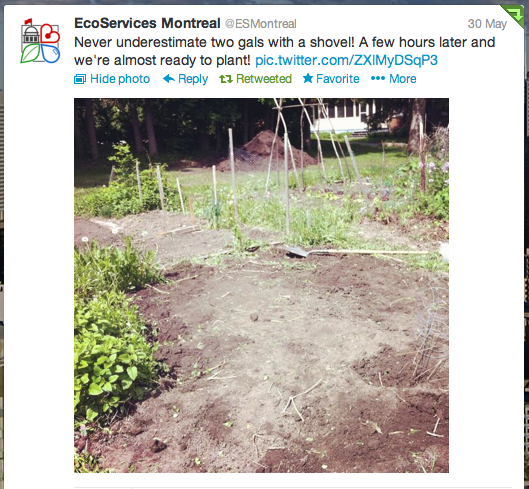 EcoServices Montreal @ESMontreal 30 May
Never underestimate two gals with a shovel! A few hours later and
we're almost ready to plant! pic.twitter.com/ZXlMyDSqP3
Hide photo Reply Retweeted Favorite More